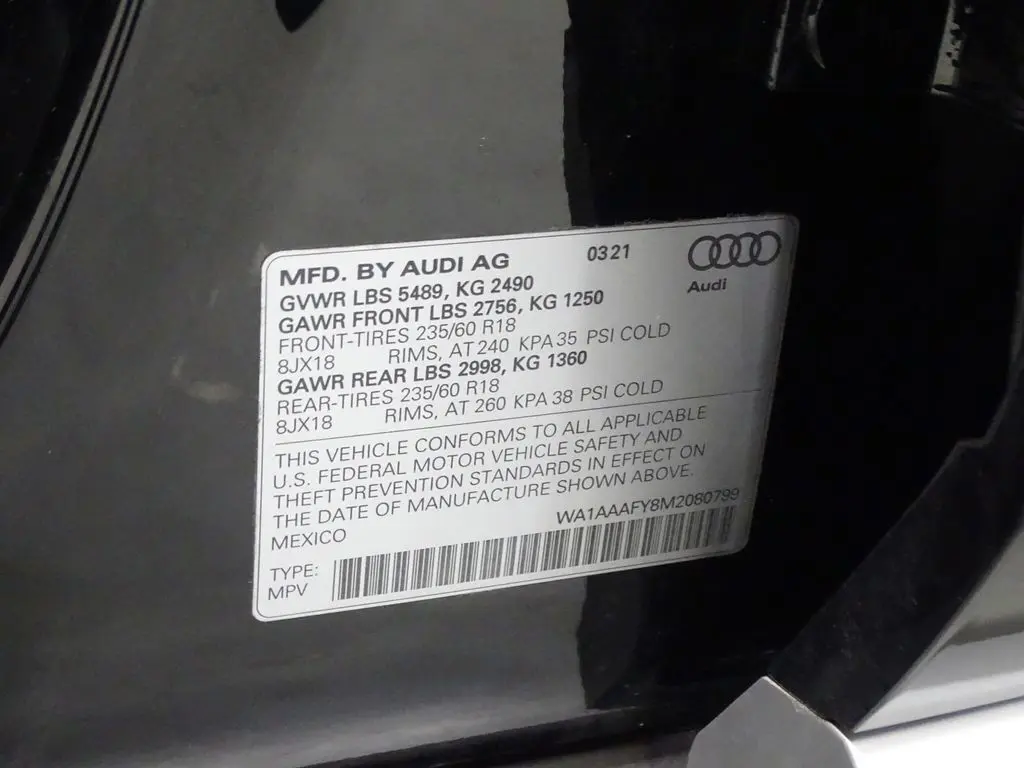 MFD. BY AUDI AG 0321
Audi
GVWR LBS 5489, KG 2490
GAWR FRONT LBS 2756, KG 1250
FRONT-TIRES 235/60 R18
8JX18 RIMS, AT 240 KPA 35 PSI COLD
GAWR REAR LBS 2998, KG 1360
REAR-TIRES 235/60 R18
8JX18 RIMS, AT 260 KPA 38 PSI COLD
THIS VEHICLE CONFORMS TO ALL APPLICABLE
U.S. FEDERAL MOTOR VEHICLE SAFETY AND
THEFT PREVENTION STANDARDS IN EFFECT ON
THE DATE OF MANUFACTURE SHOWN ABOVE.
MEXICO WA1AAAFY8M2080799
TYPE:
MPV